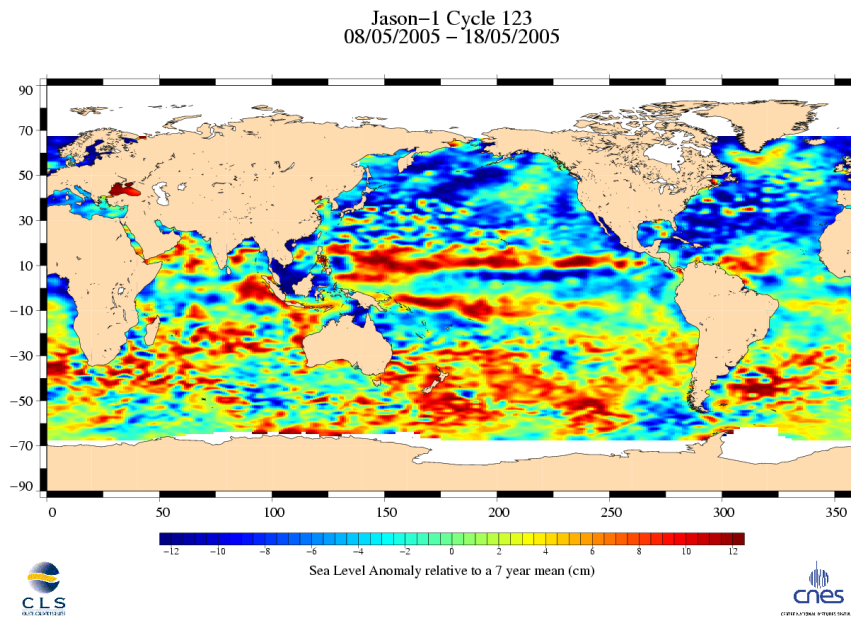 Jason-1 Cycle 123
08/05/2005 - 18/05/2005
90
70
50
30
10
-10
-30
-50
-70
-90
0 50 100 150 200 250 300 350
-12 -10 -8 -6 -4 -2 0 2 4 6 8 10 12
Sea Level Anomaly relative to a 7 year mean (cm)
CLS
cnes